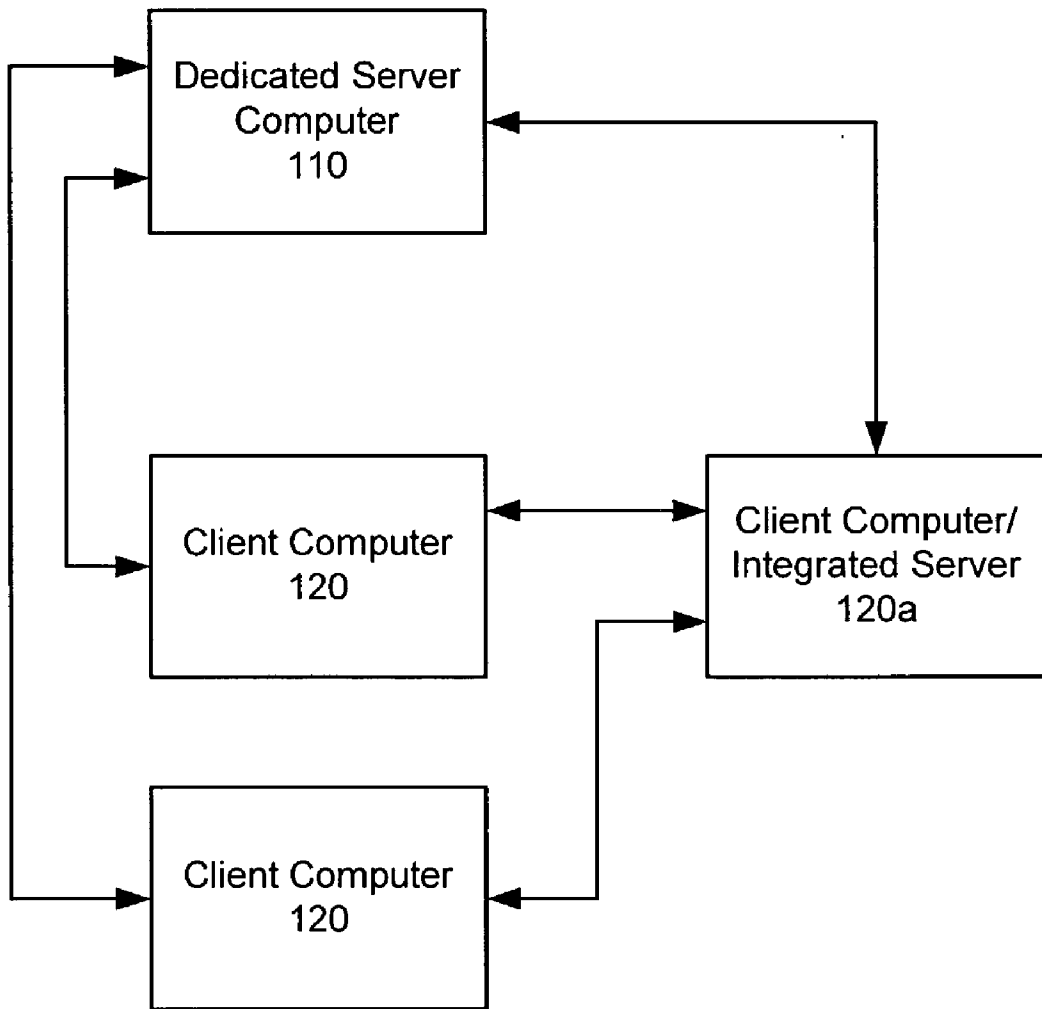 Dedicated Server
Computer
110
Client Computer
120
Client Computer/
Integrated Server
120a
Client Computer
120